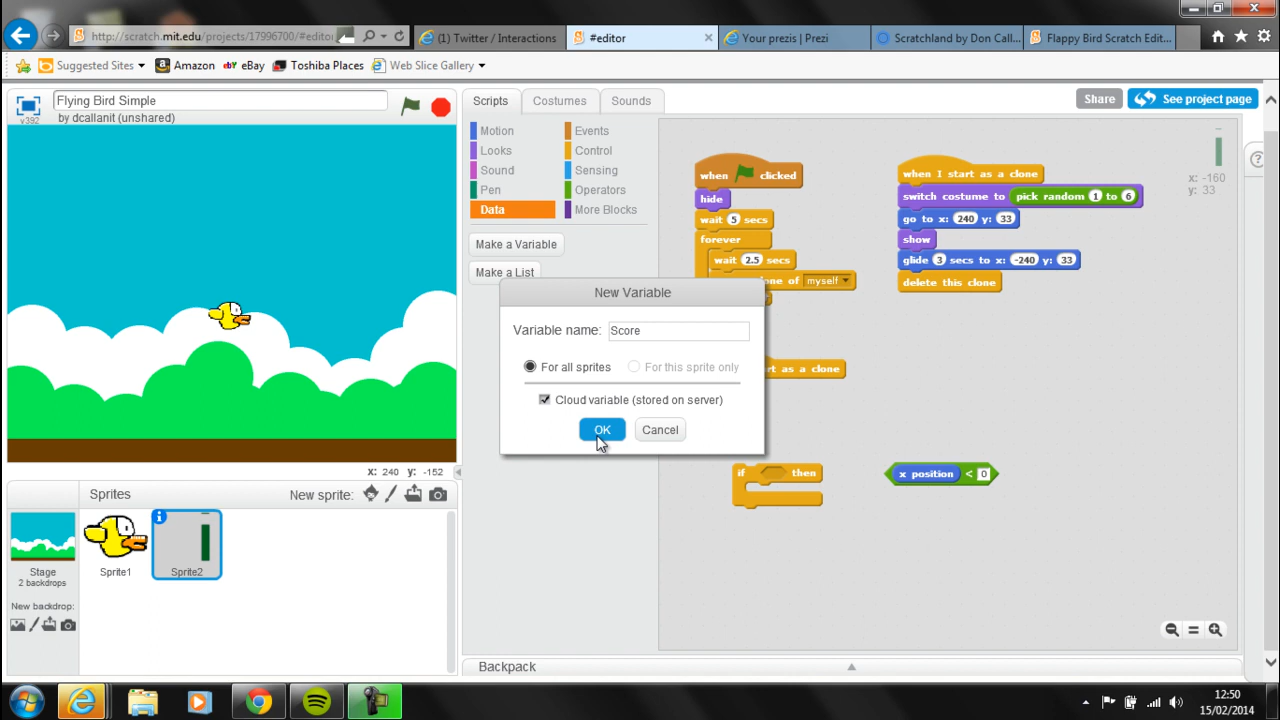 http://scratch.mit.edu/projects/17996700/#editor
(1) Twitter / Interactions
#editor
Your prezis | Prezi
Scratchland by Don Call...
Flappy Bird Scratch Edit...
Suggested Sites
Amazon
eBay
Toshiba Places
Web Slice Gallery
v392
Flying Bird Simple
by dcallanit (unshared)
Scripts
Costumes
Sounds
Share
See project page
Motion
Looks
Sound
Pen
Data
Events
Control
Sensing
Operators
More Blocks
Make a Variable
Make a List
when clicked
hide
wait 5 secs
forever
wait 2.5 secs
one of myself
when I start as a clone
switch costume to pick random 1 to 6
go to x: 240 y: 33
show
glide 3 secs to x: -240 y: 33
delete this clone
x: -160
y: 33
?
New Variable
Variable name: Score
For all sprites
For this sprite only
Cloud variable (stored on server)
OK
Cancel
as a clone
if then
x position < 0
x: 240 y: -152
Sprites
New sprite:
Stage
2 backdrops
New backdrop:
Sprite1
i
Sprite2
Backpack
12:50
15/02/2014